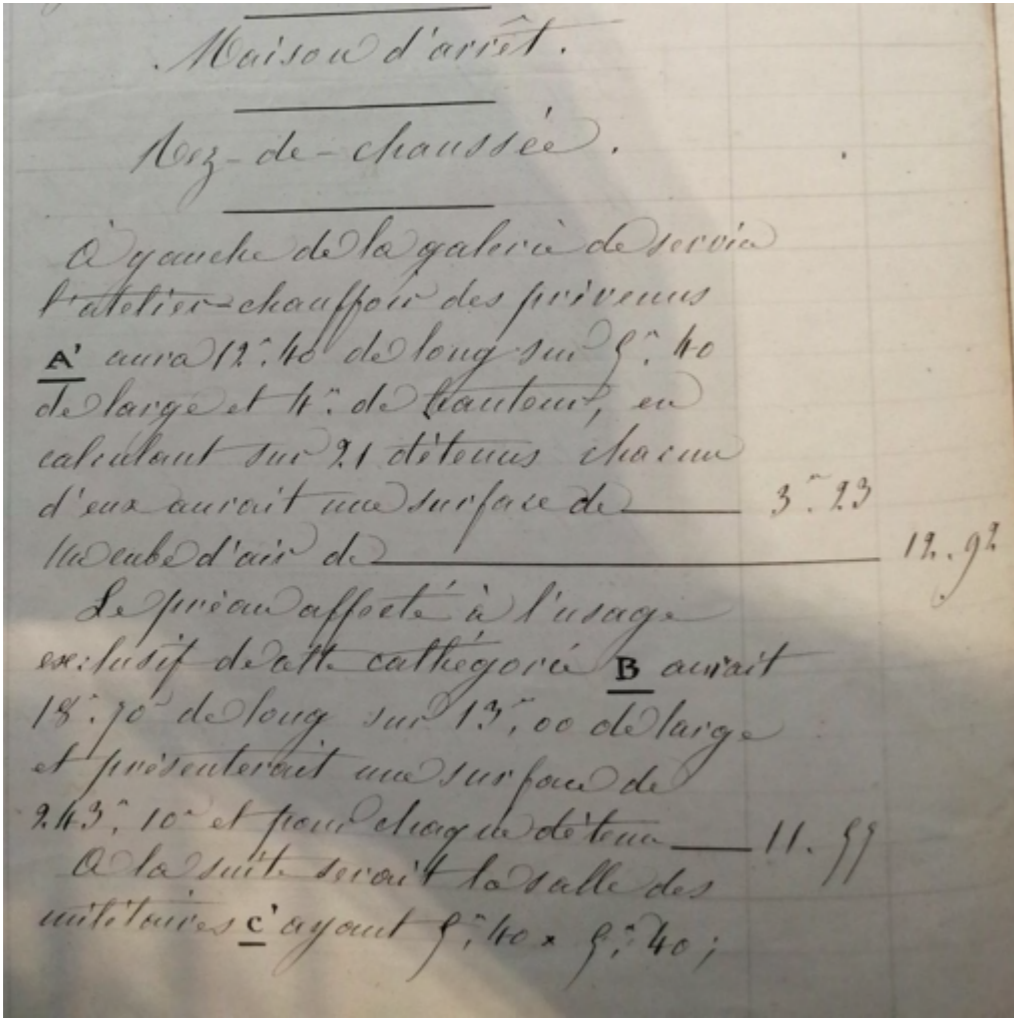 Maison d'arrêt.
Rez-de-chaussée.
A gauche de la galerie de service
l'atelier-chauffoir des prévenus
A' aura 12.m 40 de long sur 5.m 40
de large et 4.m de hauteur, en
calculant sur 21 détenus chacun
d'eux aurait une surface de 3.m 23
Un cube d'air de 12. 92
Le préau affecté à l'usage
exclusif de cette cathégorie B aurait
18.m 70 de long sur 13.m 00 de large
et présenterait une surface de
243.m 10 et pour chaque détenu 11. 55
A la suite serait la salle des
militaires C' ayant 5.m 40 x 5.m 40;